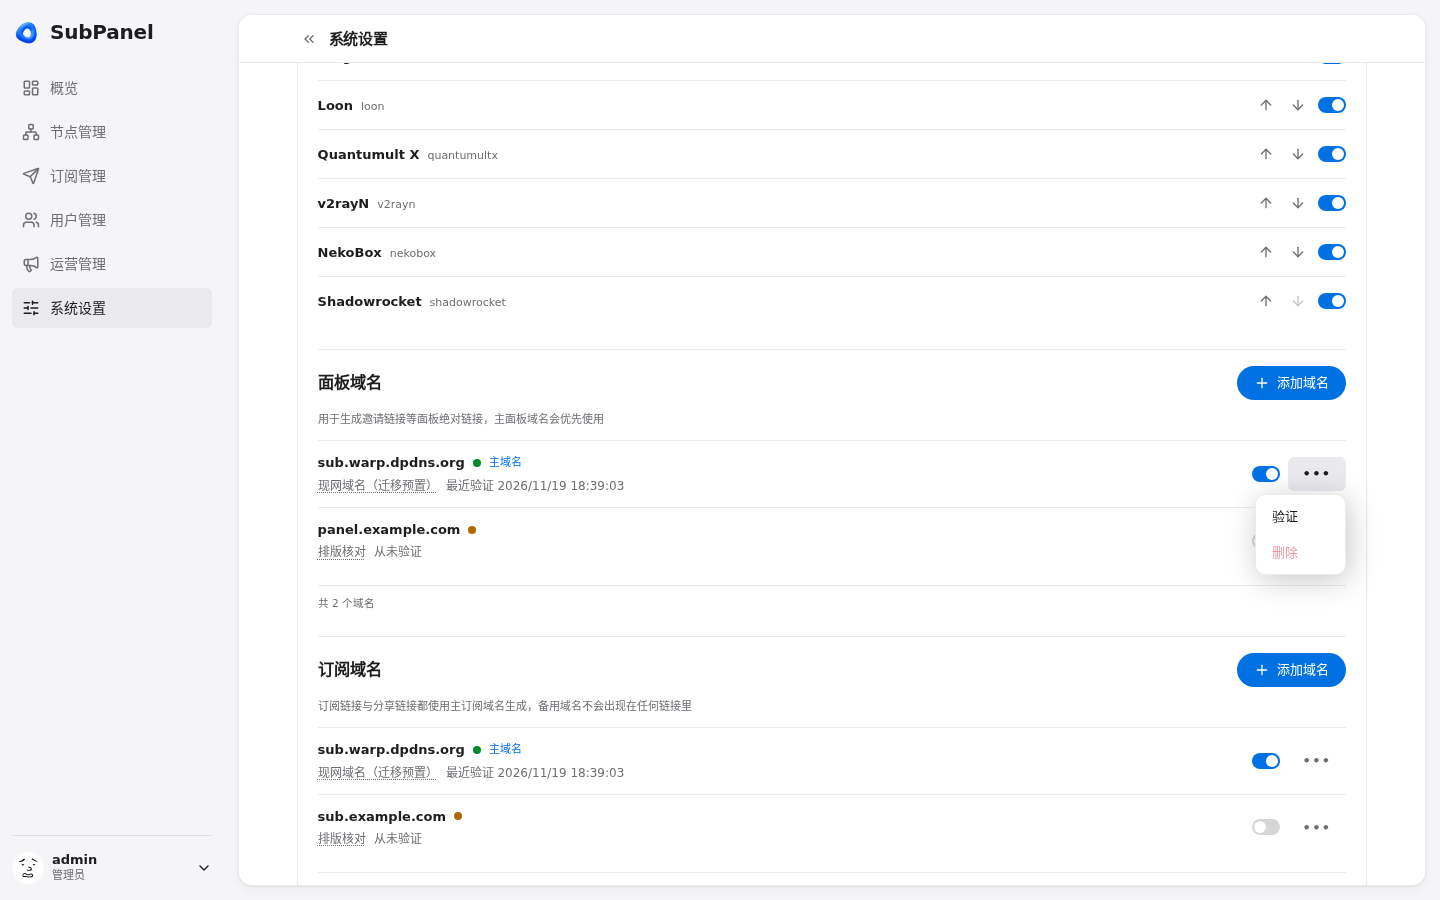 SubPanel
概览
节点管理
订阅管理
用户管理
运营管理
系统设置
admin
管理员
系统设置
Loon loon
Quantumult X quantumultx
v2rayN v2rayn
NekoBox nekobox
Shadowrocket shadowrocket
面板域名
添加域名
用于生成邀请链接等面板绝对链接，主面板域名会优先使用
sub.warp.dpdns.org 主域名
现网域名（迁移预置） 最近验证 2026/11/19 18:39:03
验证
删除
panel.example.com
排版核对 从未验证
共 2 个域名
订阅域名
添加域名
订阅链接与分享链接都使用主订阅域名生成，备用域名不会出现在任何链接里
sub.warp.dpdns.org 主域名
现网域名（迁移预置） 最近验证 2026/11/19 18:39:03
sub.example.com
排版核对 从未验证